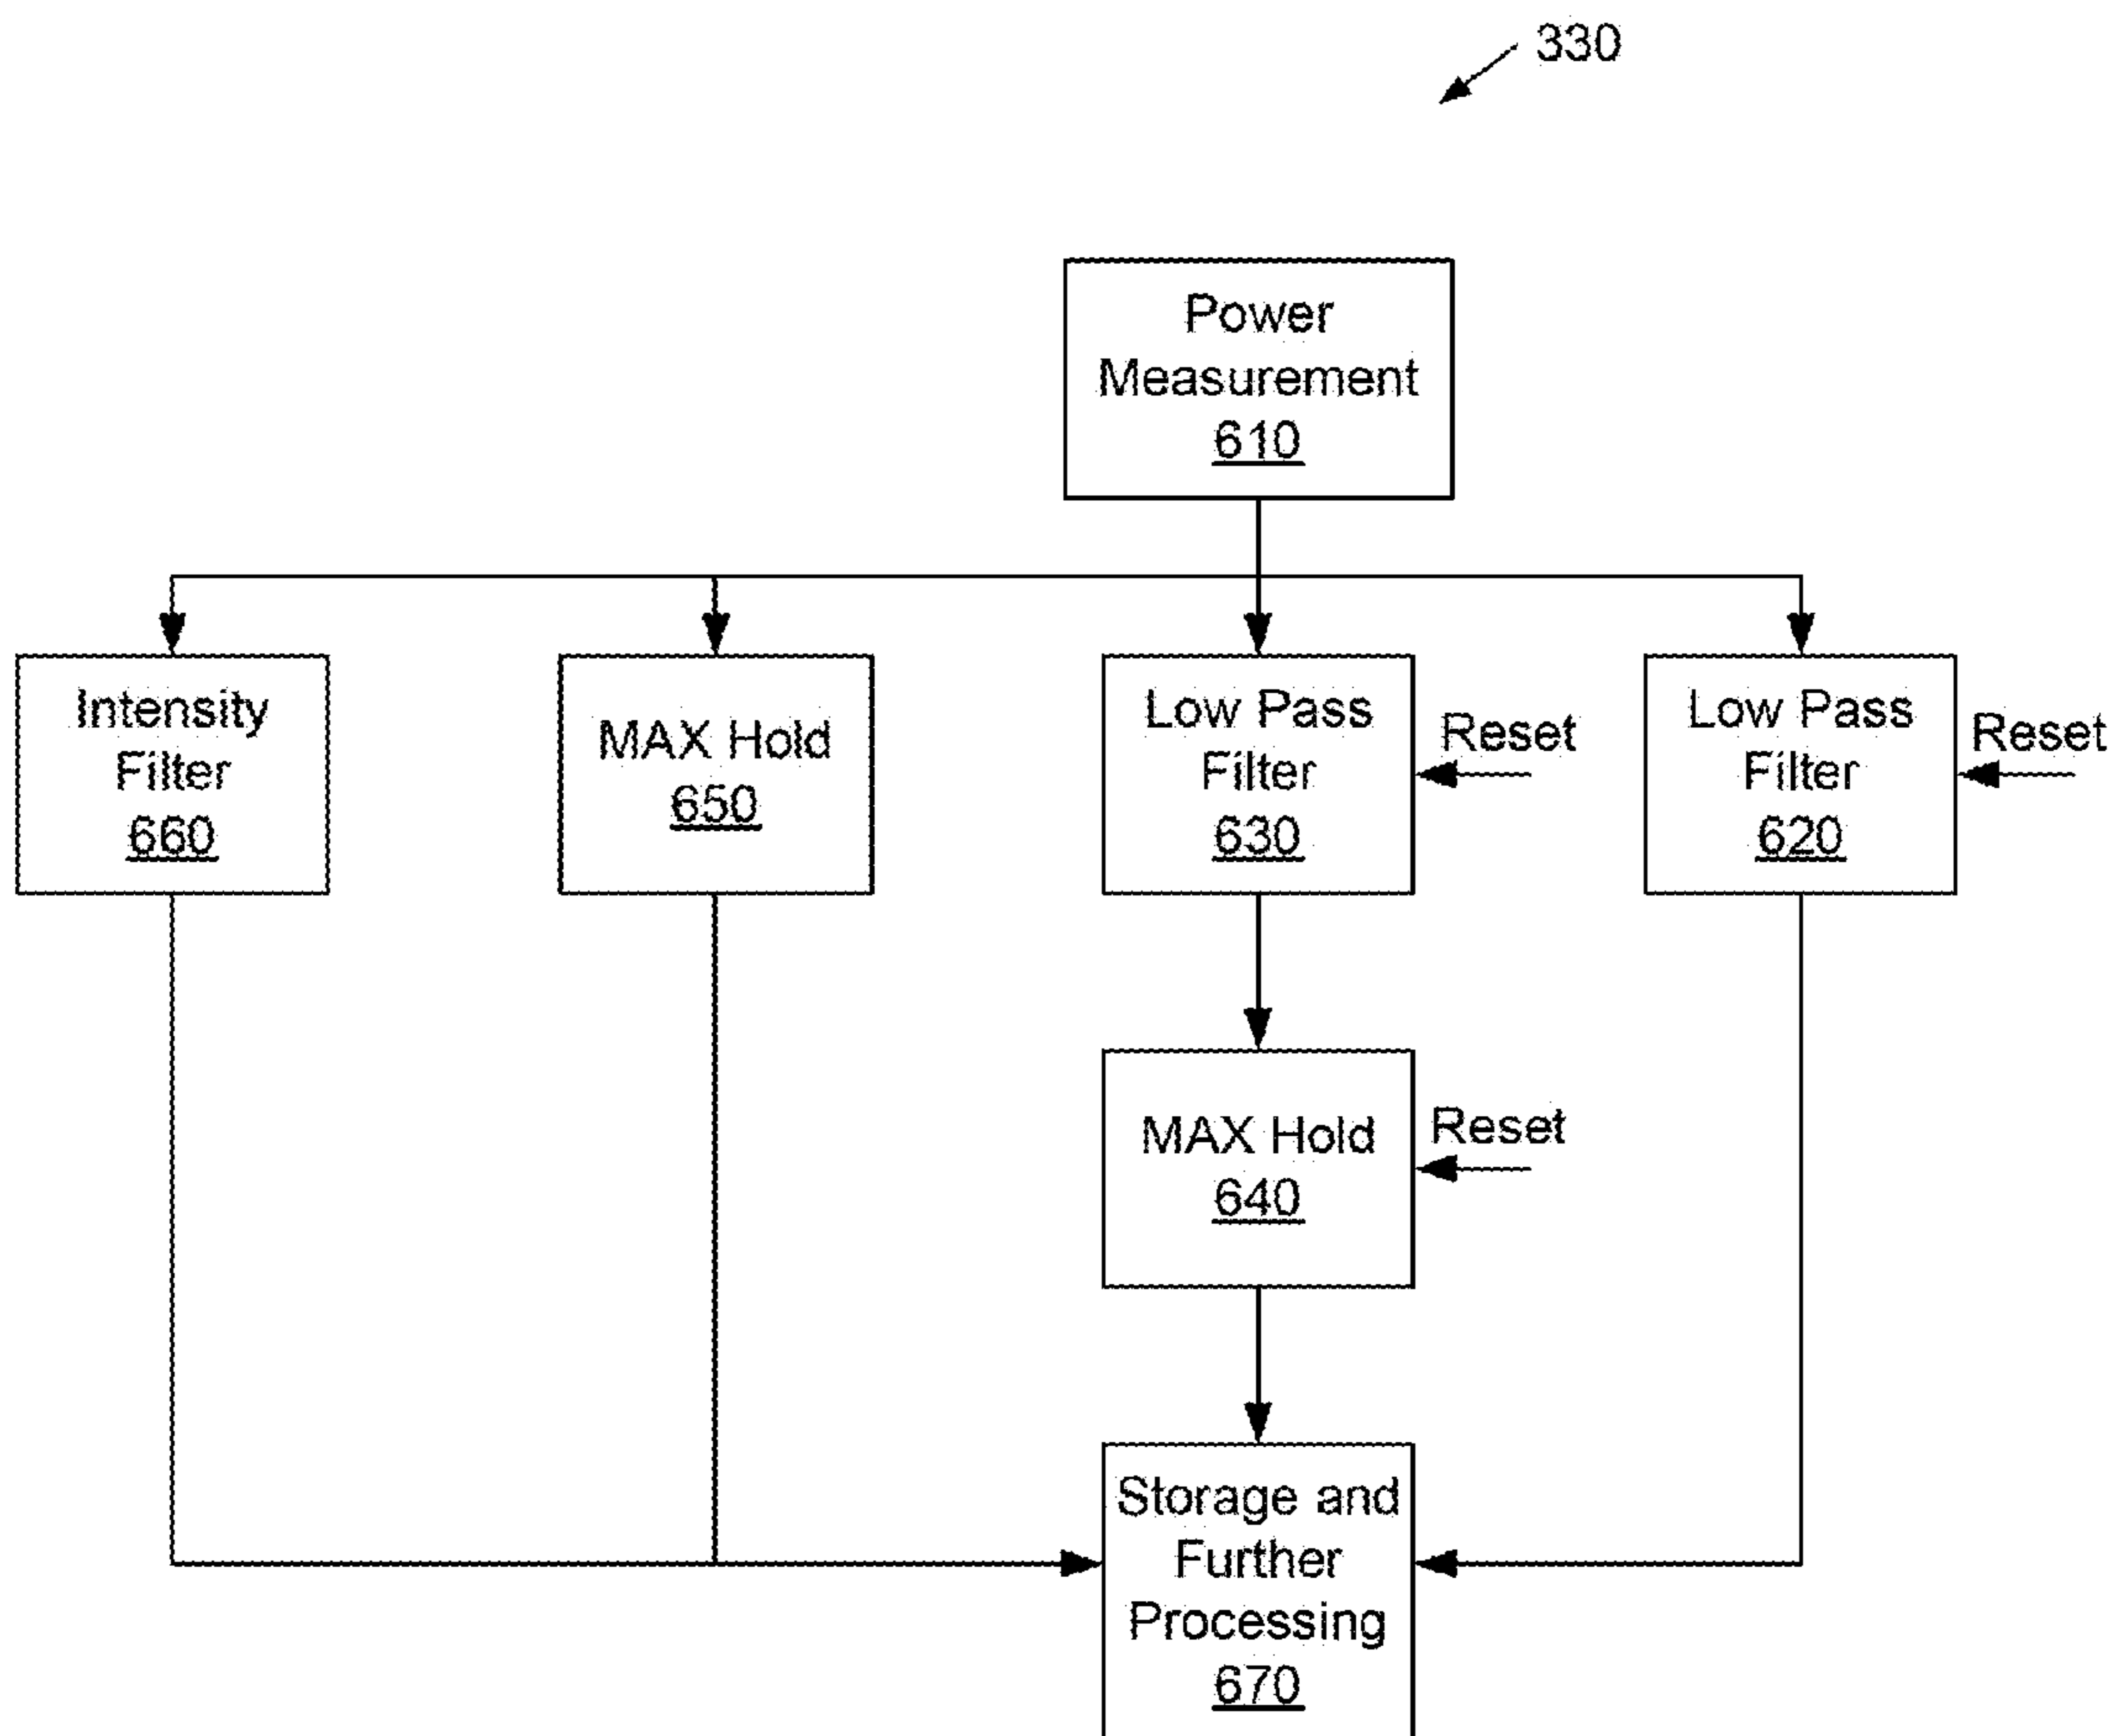 330
Power
Measurement
610
Intensity
Filter
660
MAX Hold
650
Low Pass
Filter
630
Reset
Low Pass
Filter
620
Reset
MAX Hold
640
Reset
Storage and
Further
Processing
670